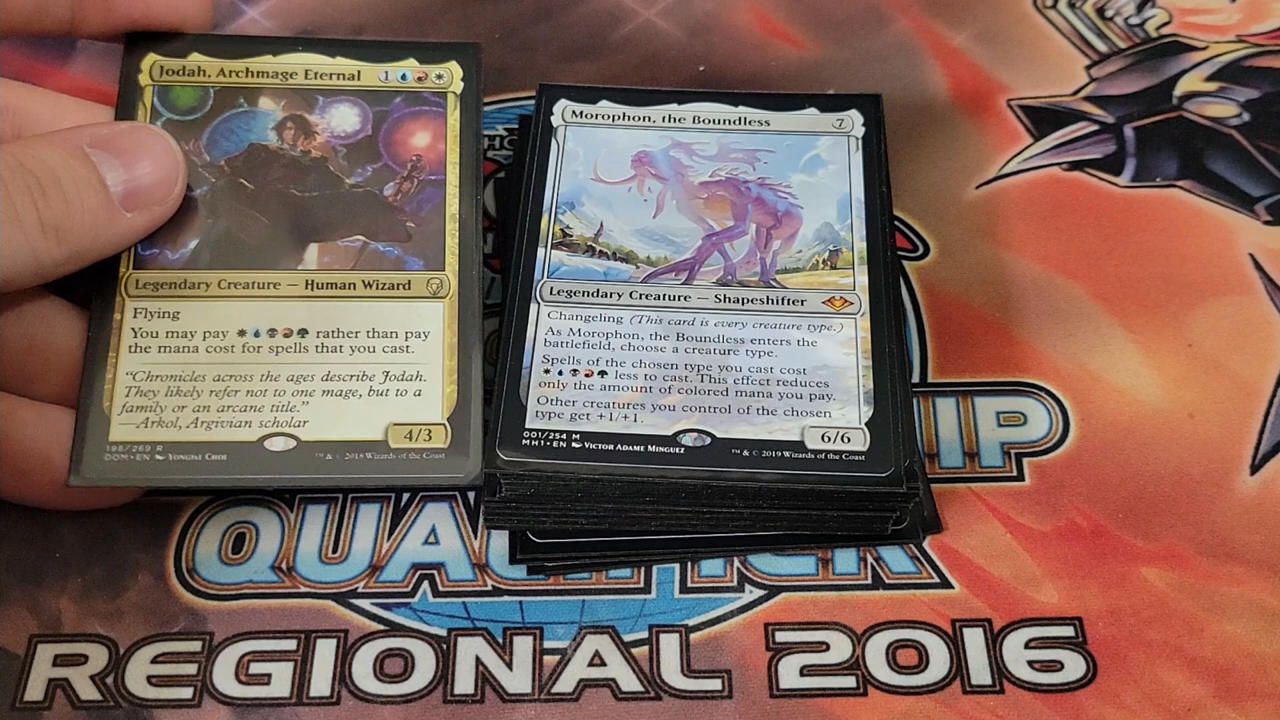 Jodah, Archmage Eternal 1
Legendary Creature — Human Wizard
Flying
You may pay rather than pay
the mana cost for spells that you cast.
“Chronicles across the ages describe Jodah.
They likely refer not to one mage, but to a
family or an arcane title.”
—Arkol, Argivian scholar
4/3
198/269 R
DOM • EN YONGJAE CHOI
™ & © 2018 Wizards of the Coast
Morophon, the Boundless 7
Legendary Creature — Shapeshifter
Changeling (This card is every creature type.)
As Morophon, the Boundless enters the
battlefield, choose a creature type.
Spells of the chosen type you cast cost
less to cast. This effect reduces
only the amount of colored mana you pay.
Other creatures you control of the chosen
type get +1/+1.
6/6
001/254 M
MH1 • EN VICTOR ADAME MINGUEZ
™ & © 2019 Wizards of the Coast
REGIONAL 2016